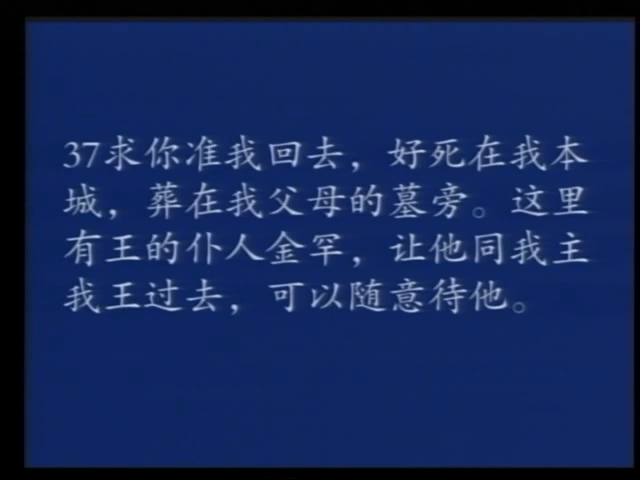 37求你准我回去，好死在我本
城，葬在我父母的墓旁。这里
有王的仆人金罕，让他同我主
我王过去，可以随意待他。